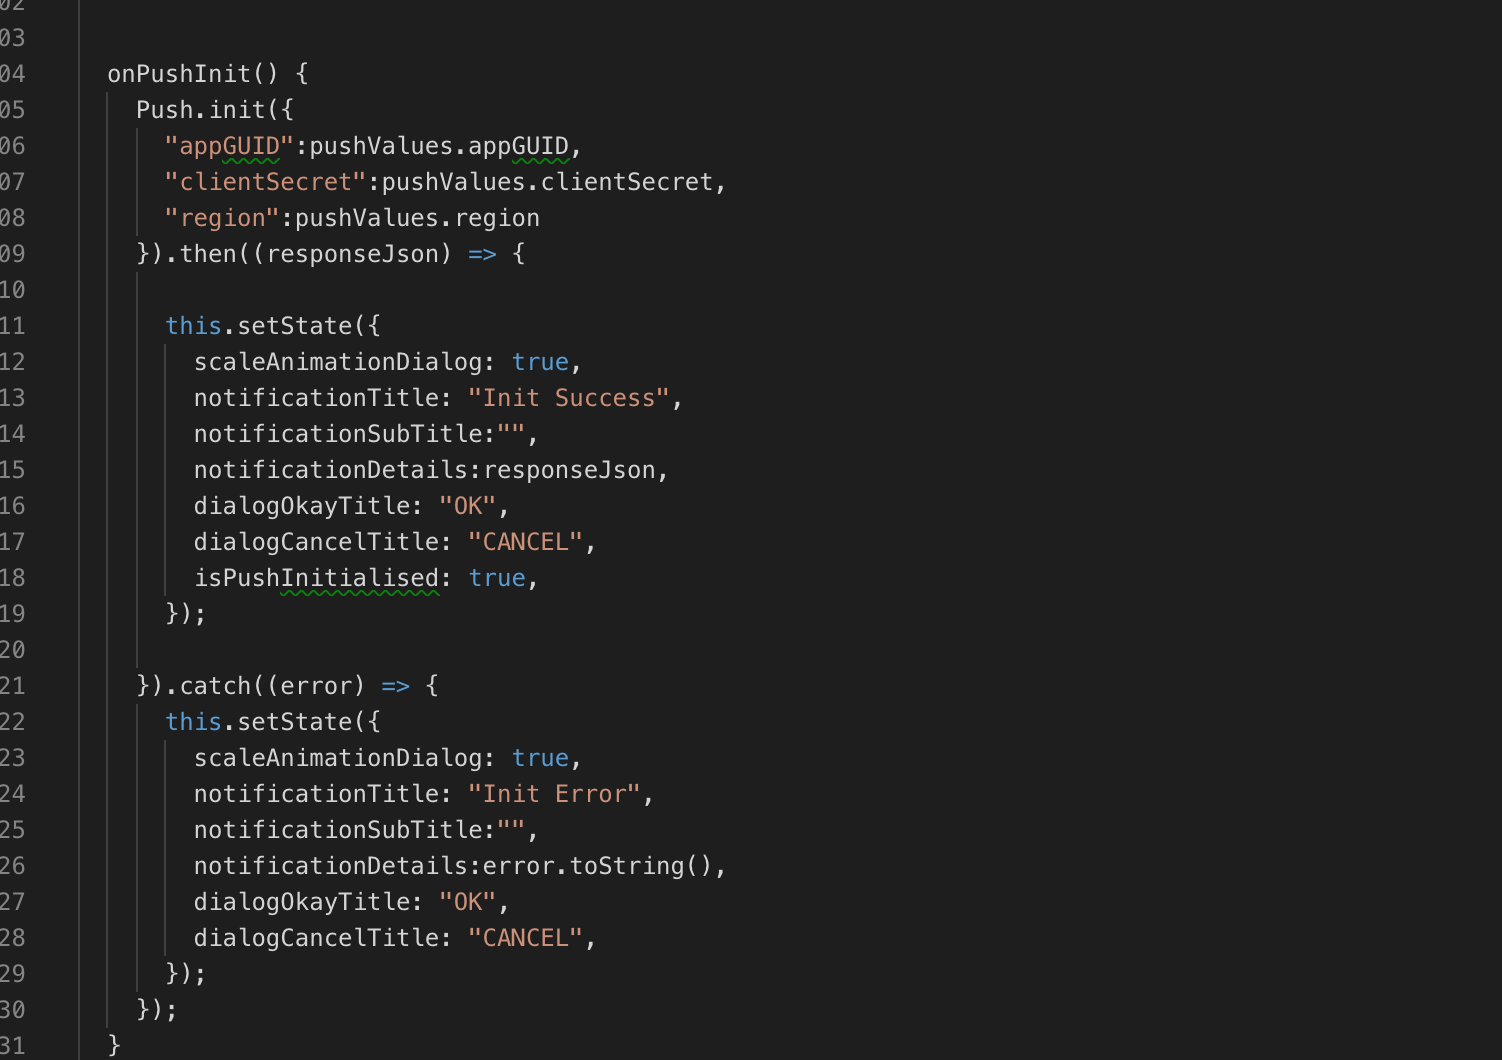 02
03
04 onPushInit() {
05 Push.init({
06 "appGUID":pushValues.appGUID,
07 "clientSecret":pushValues.clientSecret,
08 "region":pushValues.region
09 }).then((responseJson) => {
10
11 this.setState({
12 scaleAnimationDialog: true,
13 notificationTitle: "Init Success",
14 notificationSubTitle:"",
15 notificationDetails:responseJson,
16 dialogOkayTitle: "OK",
17 dialogCancelTitle: "CANCEL",
18 isPushInitialised: true,
19 });
20
21 }).catch((error) => {
22 this.setState({
23 scaleAnimationDialog: true,
24 notificationTitle: "Init Error",
25 notificationSubTitle:"",
26 notificationDetails:error.toString(),
27 dialogOkayTitle: "OK",
28 dialogCancelTitle: "CANCEL",
29 });
30 });
31 }